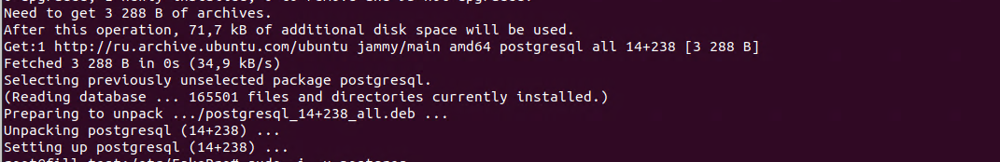 Need to get 3 288 B of archives.
After this operation, 71,7 kB of additional disk space will be used.
Get:1 http://ru.archive.ubuntu.com/ubuntu jammy/main amd64 postgresql all 14+238 [3 288 B]
Fetched 3 288 B in 0s (34,9 kB/s)
Selecting previously unselected package postgresql.
(Reading database ... 165501 files and directories currently installed.)
Preparing to unpack .../postgresql_14+238_all.deb ...
Unpacking postgresql (14+238) ...
Setting up postgresql (14+238) ...